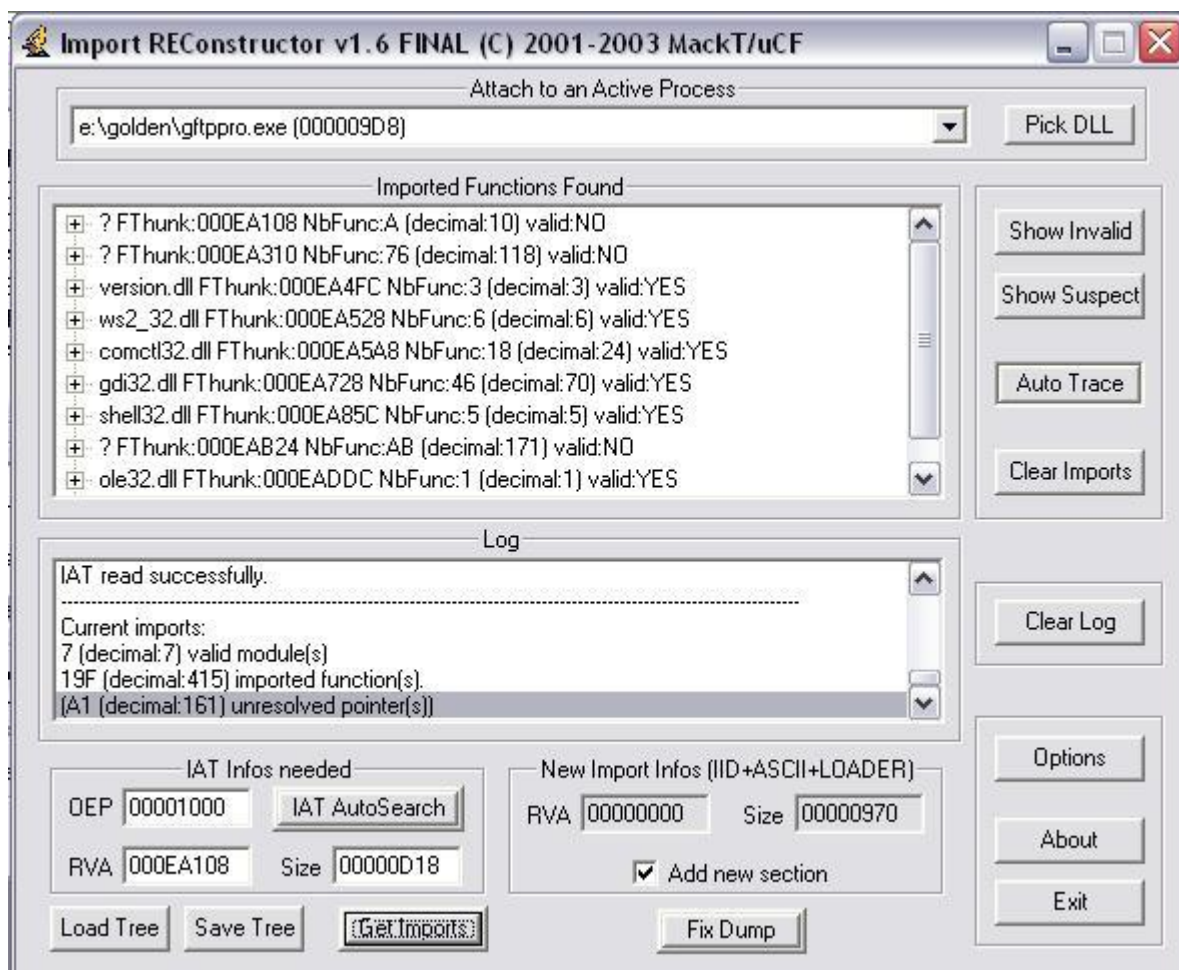 Import REConstructor v1.6 FINAL (C) 2001-2003 MackT/uCF
Attach to an Active Process
e:\golden\gftppro.exe (000009D8)
Pick DLL
Imported Functions Found
? FThunk:000EA108 NbFunc:A (decimal:10) valid:NO
? FThunk:000EA310 NbFunc:76 (decimal:118) valid:NO
version.dll FThunk:000EA4FC NbFunc:3 (decimal:3) valid:YES
ws2_32.dll FThunk:000EA528 NbFunc:6 (decimal:6) valid:YES
comctl32.dll FThunk:000EA5A8 NbFunc:18 (decimal:24) valid:YES
gdi32.dll FThunk:000EA728 NbFunc:46 (decimal:70) valid:YES
shell32.dll FThunk:000EA85C NbFunc:5 (decimal:5) valid:YES
? FThunk:000EAB24 NbFunc:AB (decimal:171) valid:NO
ole32.dll FThunk:000EADDC NbFunc:1 (decimal:1) valid:YES
Show Invalid
Show Suspect
Auto Trace
Clear Imports
Log
IAT read successfully.
Current imports:
7 (decimal:7) valid module(s)
19F (decimal:415) imported function(s).
(A1 (decimal:161) unresolved pointer(s))
Clear Log
IAT Infos needed
OEP 00001000 IAT AutoSearch
RVA 000EA108 Size 00000D18
New Import Infos (IID+ASCII+LOADER)
RVA 00000000 Size 00000970
Add new section
Options
About
Exit
Load Tree Save Tree Get Imports Fix Dump